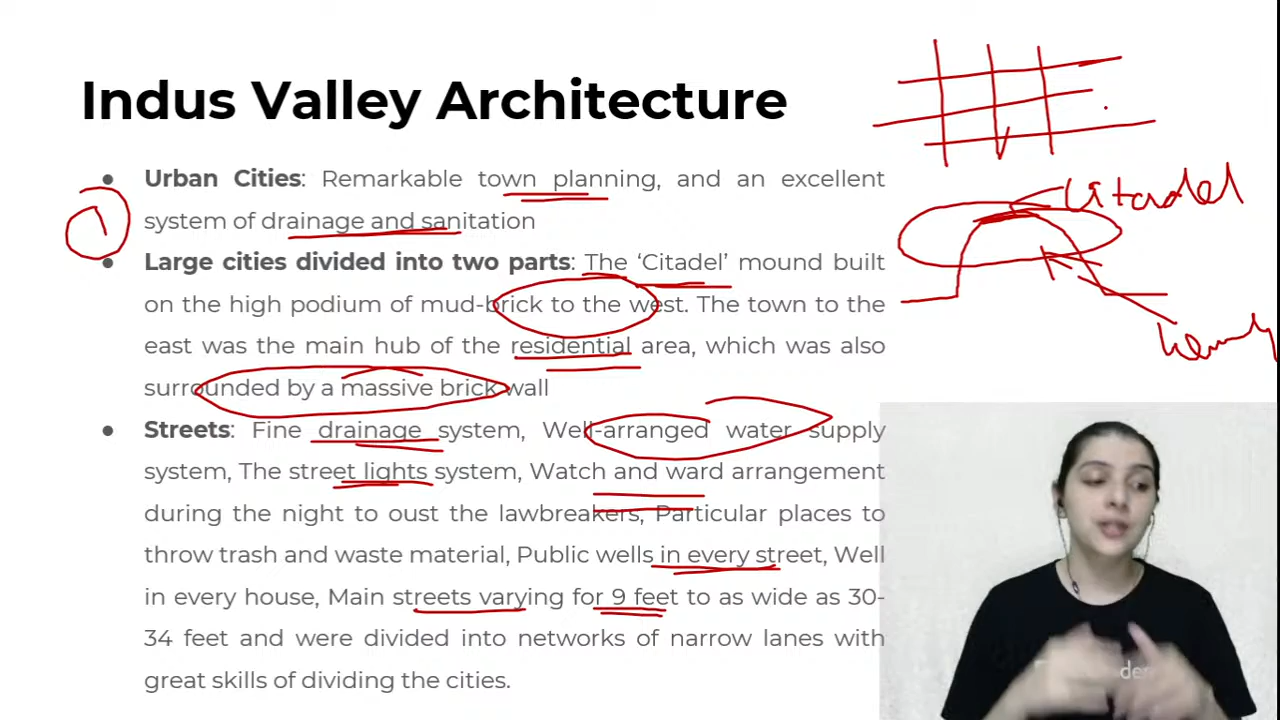 Indus Valley Architecture
● Urban Cities: Remarkable town planning, and an excellent
system of drainage and sanitation
● Large cities divided into two parts: The ‘Citadel’ mound built
on the high podium of mud-brick to the west. The town to the
east was the main hub of the residential area, which was also
surrounded by a massive brick wall
● Streets: Fine drainage system, Well-arranged water supply
system, The street lights system, Watch and ward arrangement
during the night to oust the lawbreakers, Particular places to
throw trash and waste material, Public wells in every street, Well
in every house, Main streets varying for 9 feet to as wide as 30-
34 feet and were divided into networks of narrow lanes with
great skills of dividing the cities.
Citadel